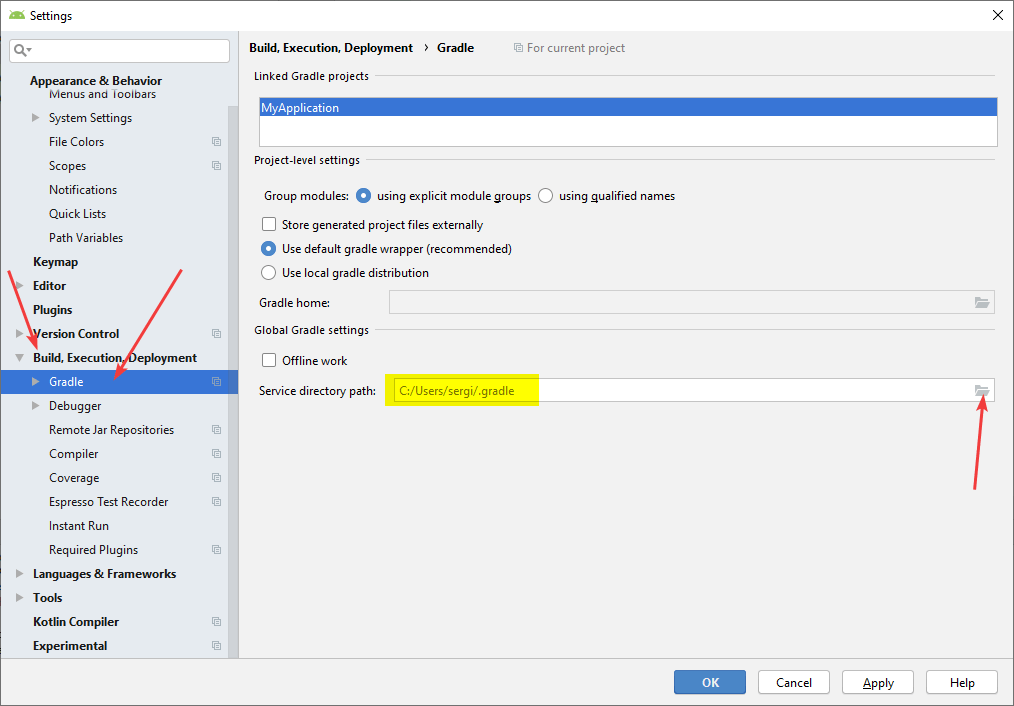 Settings
Appearance & Behavior
Menus and Toolbars
System Settings
File Colors
Scopes
Notifications
Quick Lists
Path Variables
Keymap
Editor
Plugins
Version Control
Build, Execution, Deployment
Gradle
Debugger
Remote Jar Repositories
Compiler
Coverage
Espresso Test Recorder
Instant Run
Required Plugins
Languages & Frameworks
Tools
Kotlin Compiler
Experimental
Build, Execution, Deployment › Gradle For current project
Linked Gradle projects
MyApplication
Project-level settings
Group modules: using explicit module groups using qualified names
Store generated project files externally
Use default gradle wrapper (recommended)
Use local gradle distribution
Gradle home:
Global Gradle settings
Offline work
Service directory path: C:/Users/sergi/.gradle
OK Cancel Apply Help